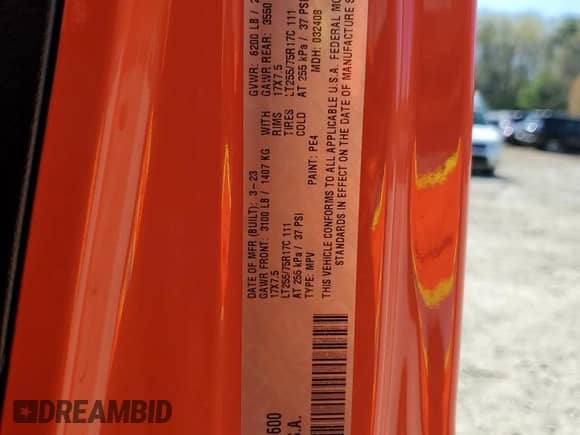 DATE OF MFR (BUILT): 3-23 GVWR: 6200 LB /
GAWR FRONT: 3100 LB / 1407 KG WITH GAWR REAR: 3550
17X7.5 RIMS 17X7.5
LT255/75R17C 111 TIRES LT255/75R17C 111
AT 255 kPa / 37 PSI COLD AT 255 kPa / 37 PSI
TYPE: MPV PAINT: PE4 MDH: 032408
THIS VEHICLE CONFORMS TO ALL APPLICABLE U.S.A. FEDERAL MO
STANDARDS IN EFFECT ON THE DATE OF MANUFACTURE S
600
S.A.
DREAMBID
DREAMBID.COM